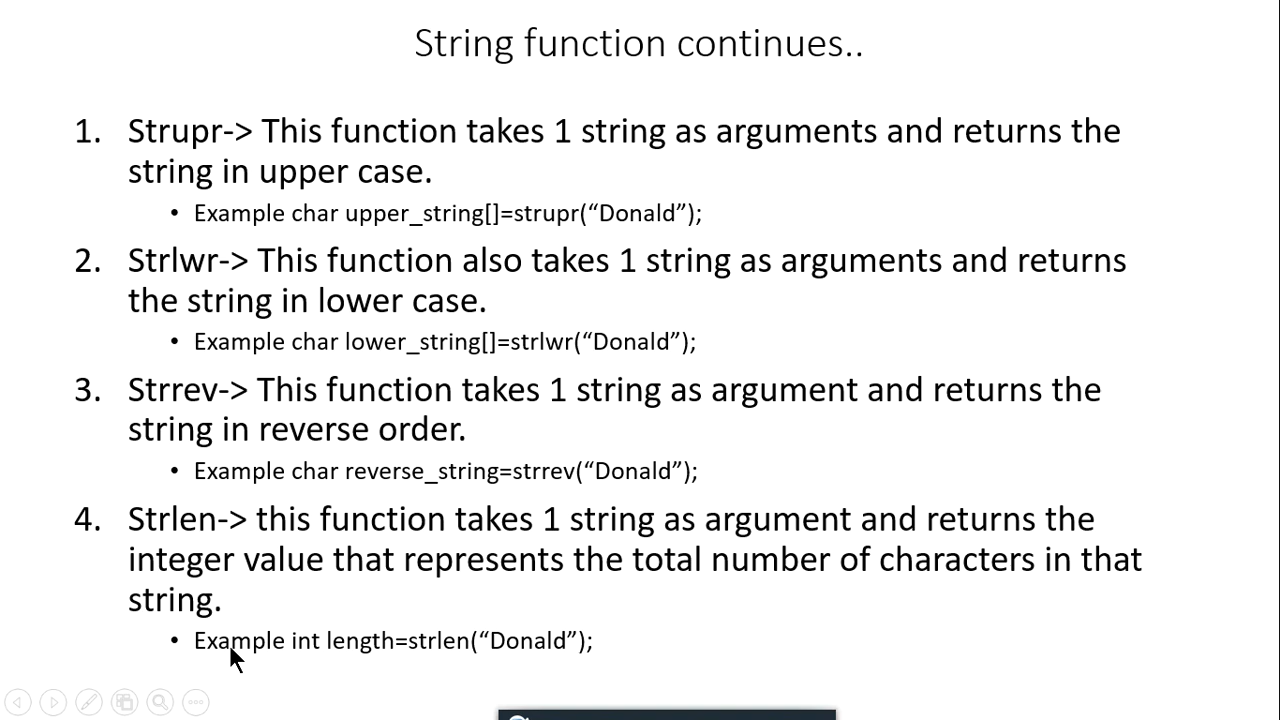 String function continues..
1. Strupr-> This function takes 1 string as arguments and returns the
string in upper case.
• Example char upper_string[]=strupr(“Donald”);
2. Strlwr-> This function also takes 1 string as arguments and returns
the string in lower case.
• Example char lower_string[]=strlwr(“Donald”);
3. Strrev-> This function takes 1 string as argument and returns the
string in reverse order.
• Example char reverse_string=strrev(“Donald”);
4. Strlen-> this function takes 1 string as argument and returns the
integer value that represents the total number of characters in that
string.
• Example int length=strlen(“Donald”);